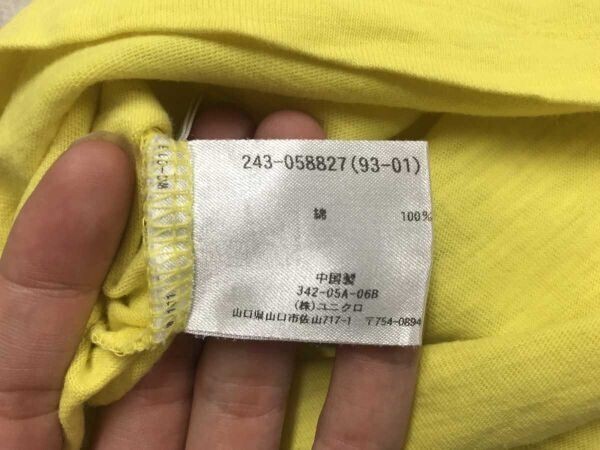 243-058827(93-01)
綿 100%
中国製
342-05A-06B
(株)ユニクロ
山口県山口市佐山717-1 〒754-0894